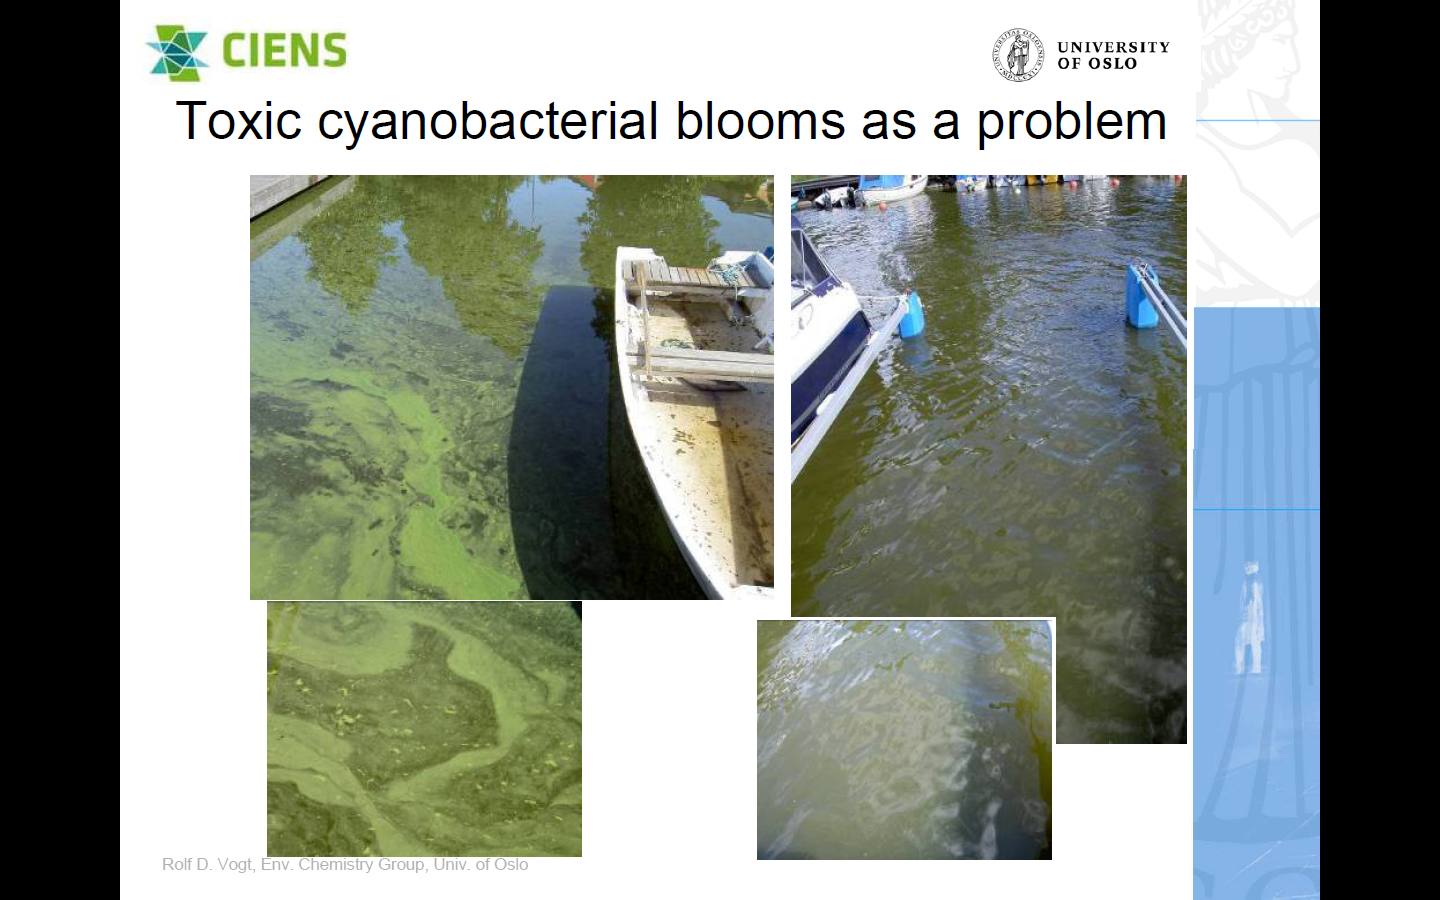 CIENS
UNIVERSITY
OF OSLO
Toxic cyanobacterial blooms as a problem
Rolf D. Vogt, Env. Chemistry Group, Univ. of Oslo